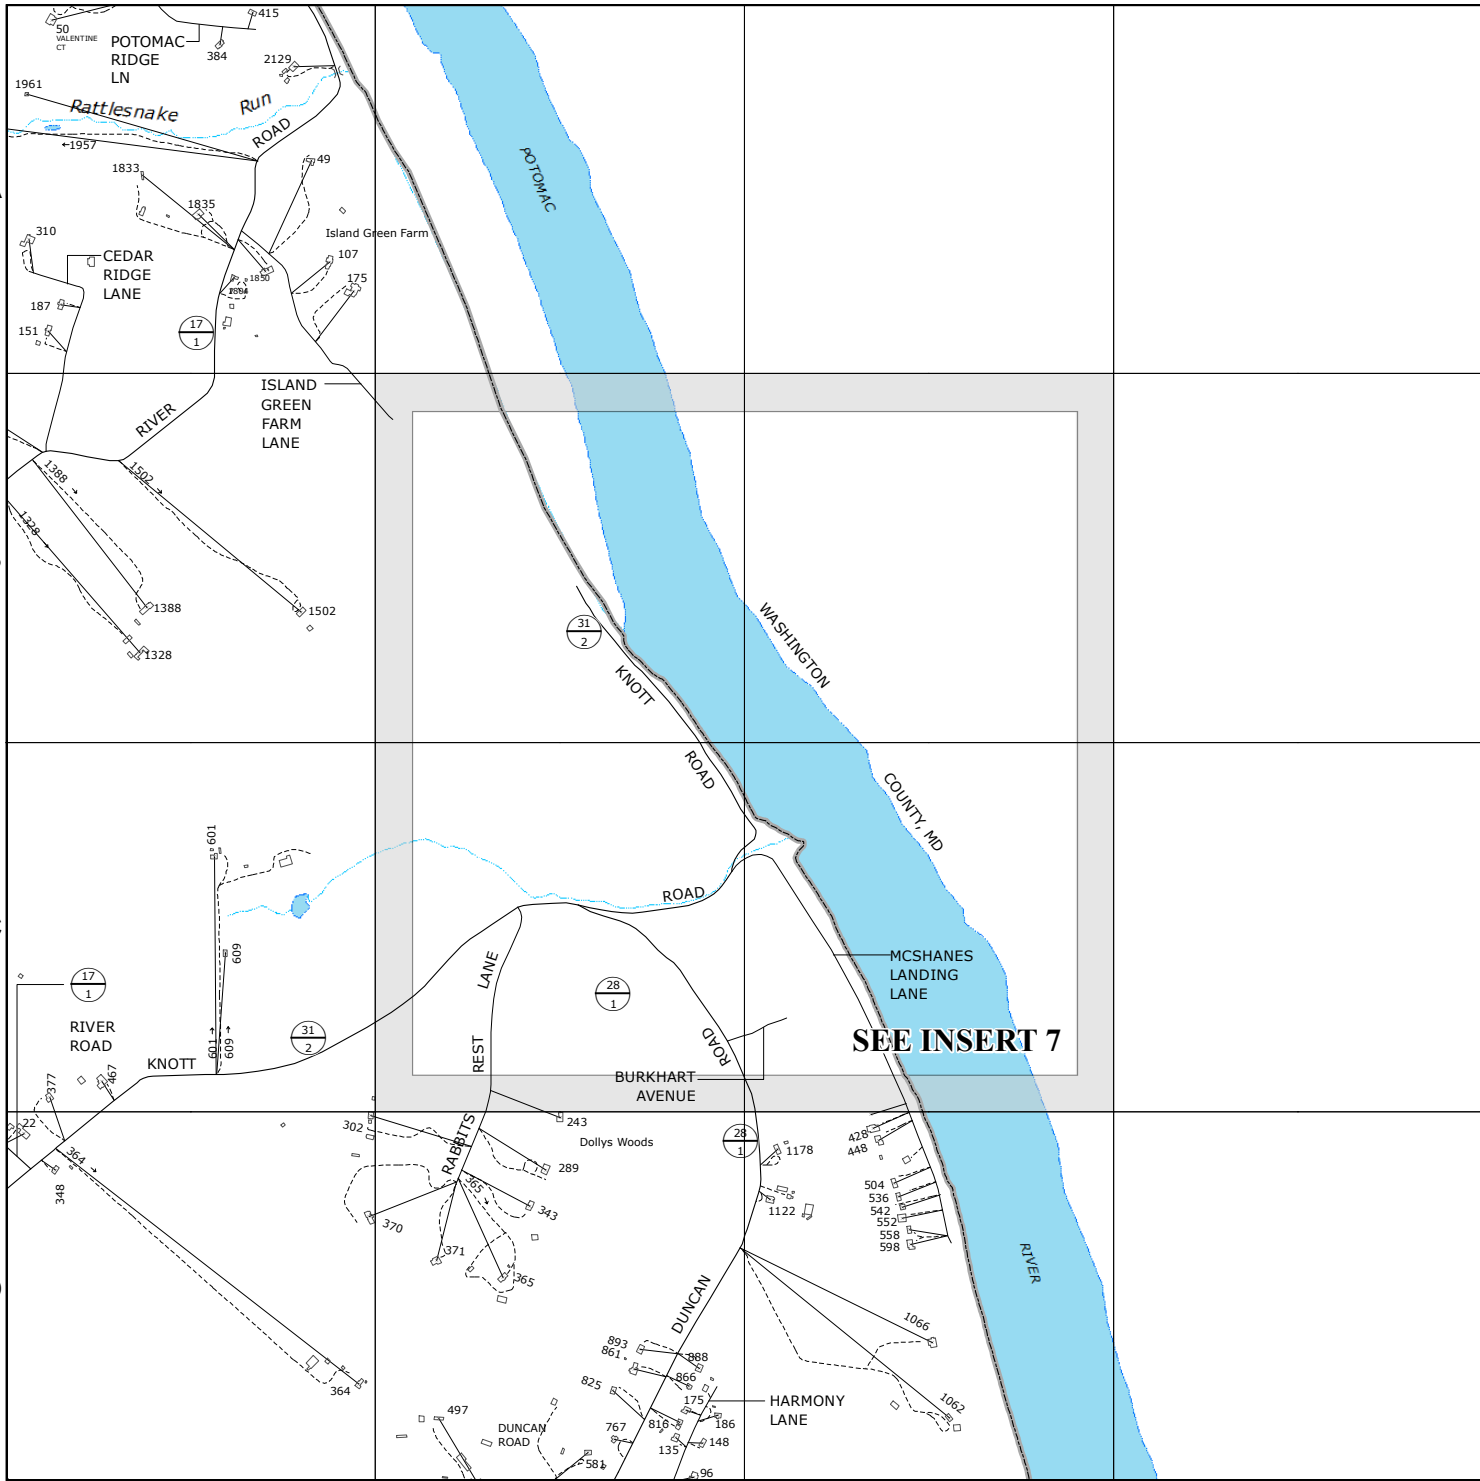 50
VALENTINE
CT
POTOMAC
RIDGE
LN
415
384
2129
1961
Rattlesnake
Run
ROAD
←1957
49
1833
1835
310
CEDAR
RIDGE
LANE
Island Green Farm
107
175
1850
187
151
17
1
POTOMAC
ISLAND
GREEN
FARM
LANE
RIVER
1388
1502
1328
1388
1502
1328
31
2
KNOTT
ROAD
WASHINGTON
COUNTY, MD
601
609
ROAD
LANE
MCSHANES
LANDING
LANE
17
1
RIVER
ROAD
28
1
31
2
601
609
KNOTT
REST
ROAD
SEE INSERT 7
BURKHART
AVENUE
377
467
22
364
348
302
243
Dollys Woods
RABBITS
289
365
343
370
371
365
28
1
1178
1122
428
448
504
536
542
552
558
598
RIVER
DUNCAN
1066
1062
893
861
888
866
825
175
HARMONY
LANE
364
497
DUNCAN
ROAD
767
816
186
135
148
581
96